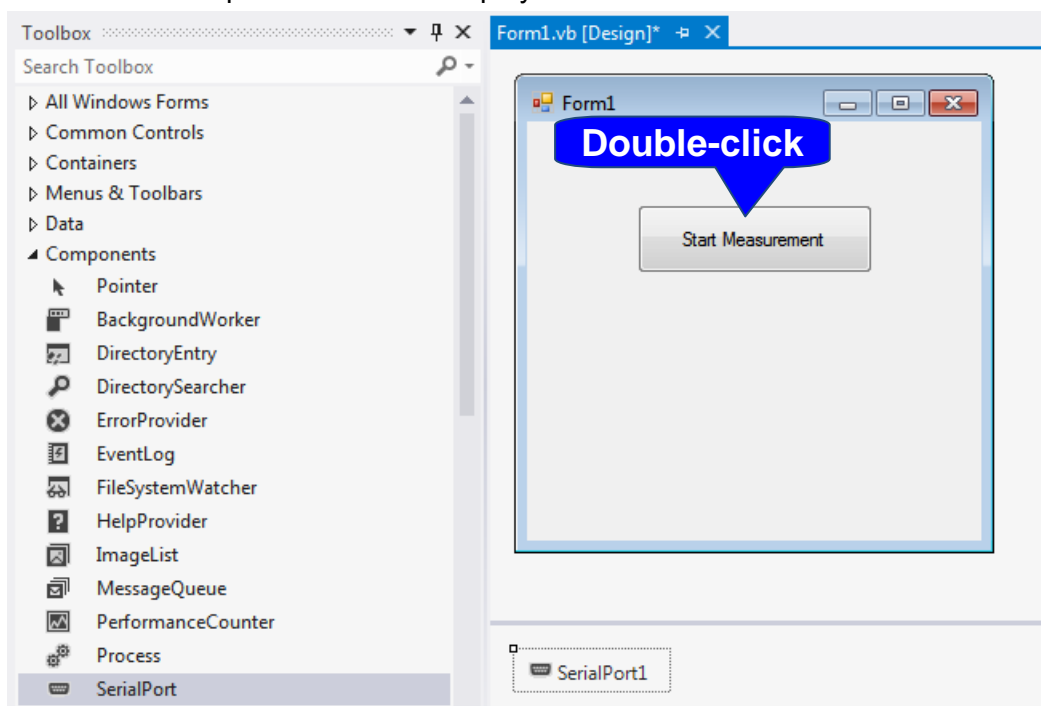 Toolbox
Search Toolbox
All Windows Forms
Common Controls
Containers
Menus & Toolbars
Data
Components
Pointer
BackgroundWorker
DirectoryEntry
DirectorySearcher
ErrorProvider
EventLog
FileSystemWatcher
HelpProvider
ImageList
MessageQueue
PerformanceCounter
Process
SerialPort
Form1.vb [Design]*
Form1
Double-click
Start Measurement
SerialPort1